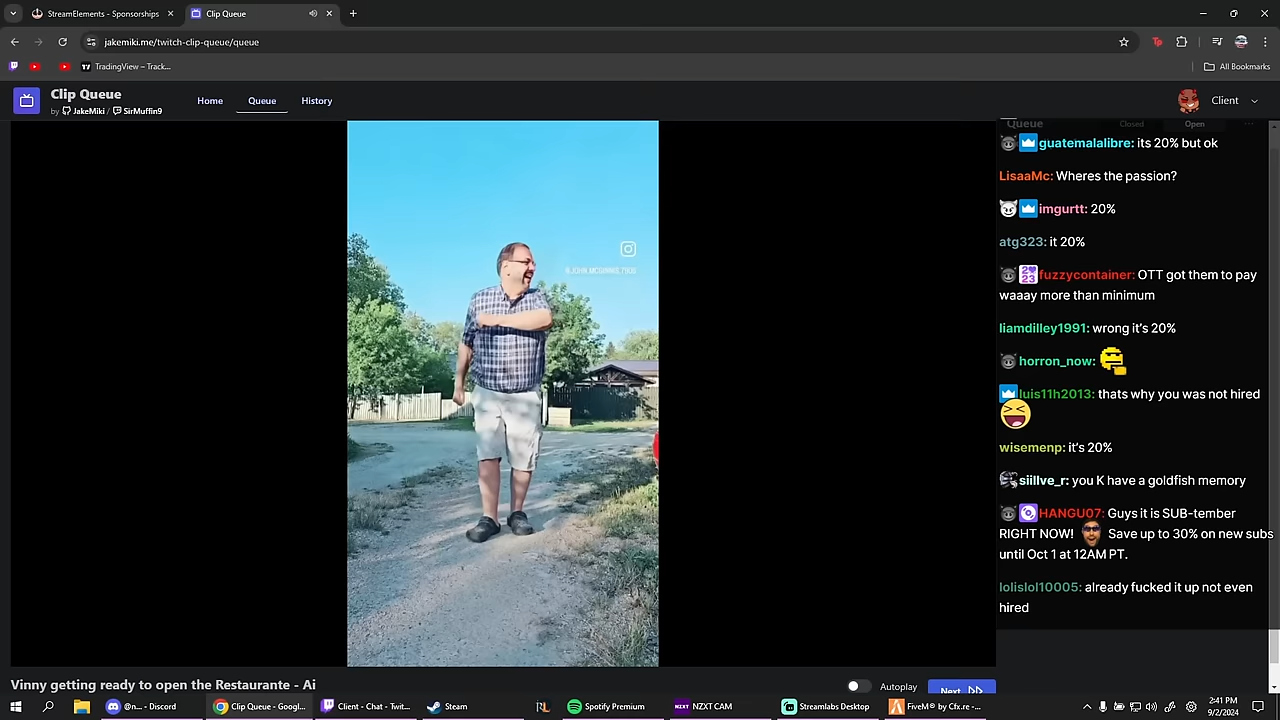 StreamElements - Sponsorships
Clip Queue
jakemiki.me/twitch-clip-queue/queue
TradingView – Track...
All Bookmarks
Clip Queue
by JakeMiki / SirMuffin9
Home
Queue
History
Client
Queue
Closed
Open
guatemalalibre: its 20% but ok
LisaaMc: Wheres the passion?
imgurtt: 20%
atg323: it 20%
fuzzycontainer: OTT got them to pay
waaay more than minimum
liamdilley1991: wrong it's 20%
horron_now:
luis11h2013: thats why you was not hired
wisemenp: it's 20%
siillve_r: you K have a goldfish memory
HANGU07: Guys it is SUB-tember
RIGHT NOW! Save up to 30% on new subs
until Oct 1 at 12AM PT.
lolislol10005: already fucked it up not even
hired
Vinny getting ready to open the Restaurante - Ai
Autoplay
Next
@... - Discord
Clip Queue - Googl...
Client - Chat - Twit...
Steam
Spotify Premium
NZXT
NZXT CAM
Streamlabs Desktop
FiveM® by Cfx.re -...
2:41 PM
9/2/2024